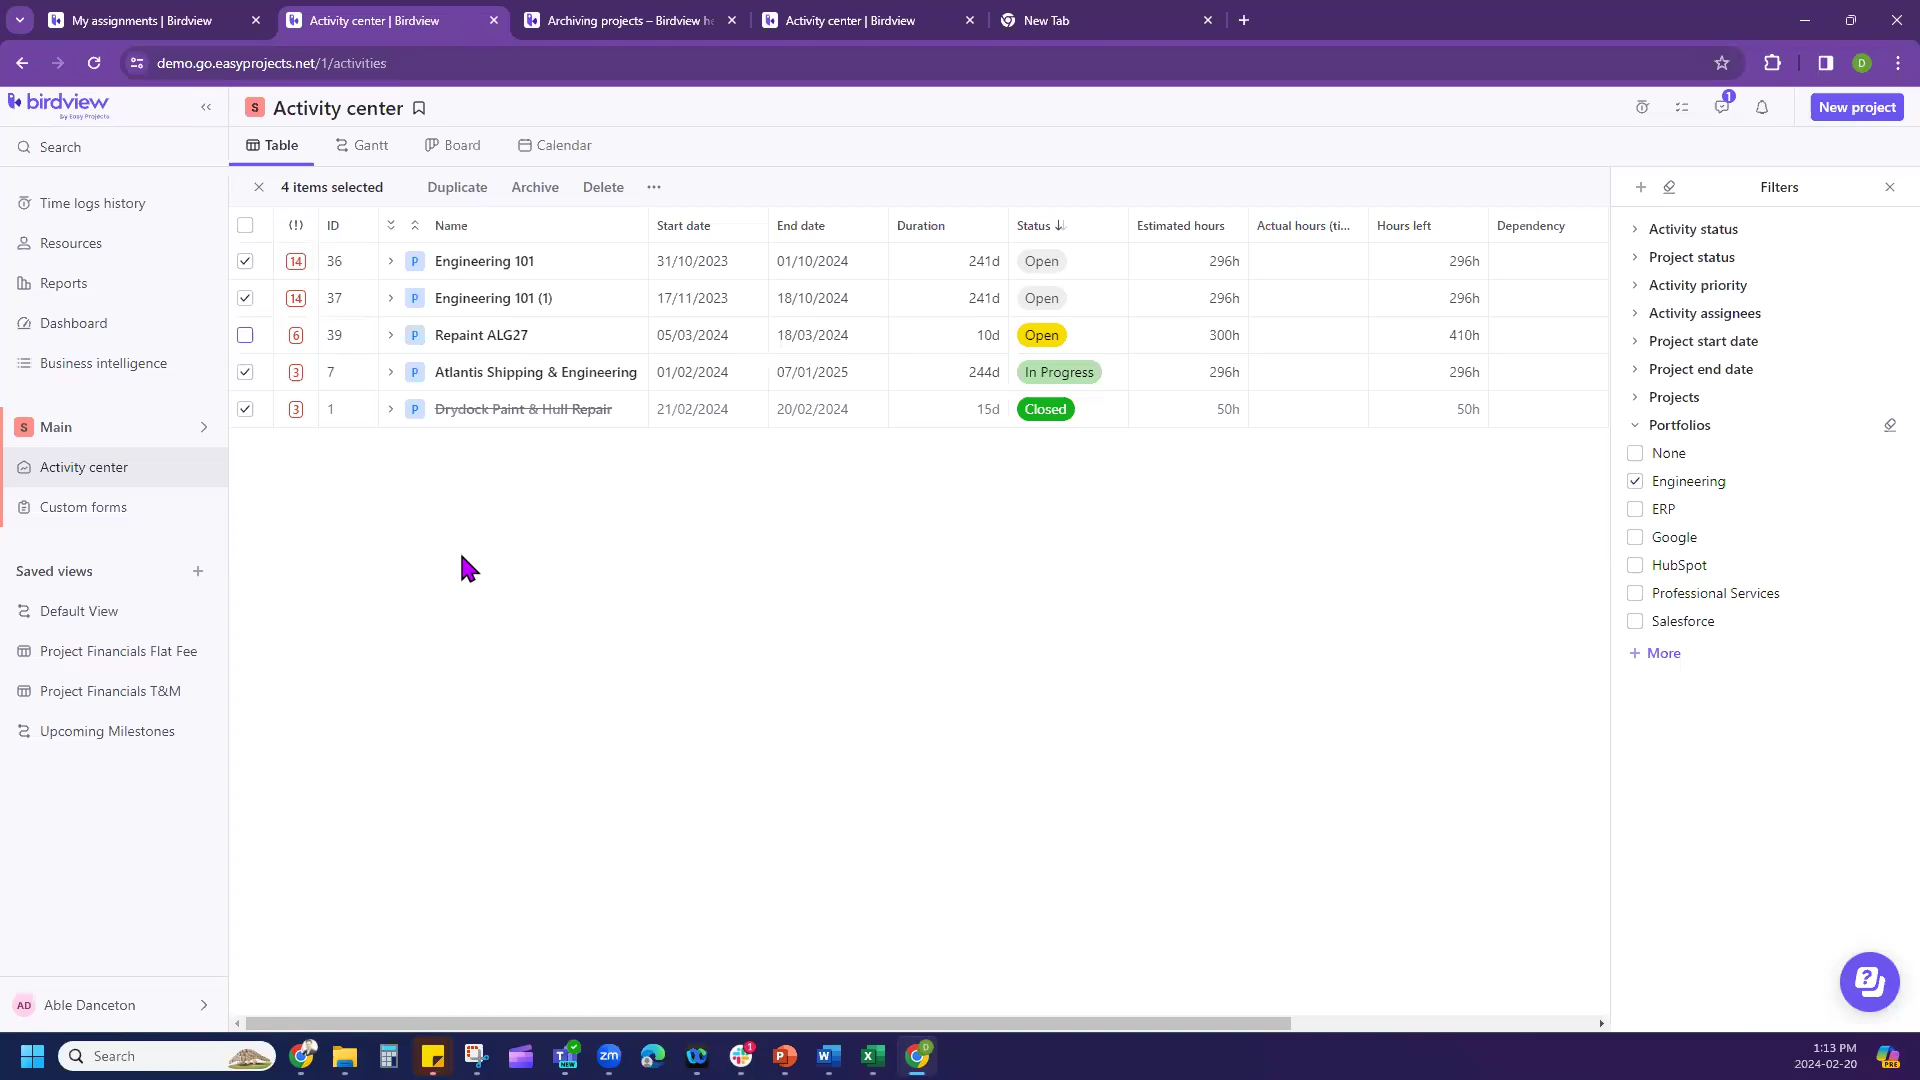 My assignments | Birdview
Activity center | Birdview
Archiving projects – Birdview he
Activity center | Birdview
New Tab
demo.go.easyprojects.net/1/activities
D
birdview
by Easy Projects
S
Activity center
1
New project
Search
Table
Gantt
Board
Calendar
4 items selected
Duplicate
Archive
Delete
Filters
Time logs history
Resources
Reports
Dashboard
Business intelligence
S Main
Activity center
Custom forms
Saved views
Default View
Project Financials Flat Fee
Project Financials T&M
Upcoming Milestones
AD Able Danceton
(!) ID Name Start date End date Duration Status Estimated hours Actual hours (ti... Hours left Dependency
14 36 P Engineering 101 31/10/2023 01/10/2024 241d Open 296h 296h
14 37 P Engineering 101 (1) 17/11/2023 18/10/2024 241d Open 296h 296h
6 39 P Repaint ALG27 05/03/2024 18/03/2024 10d Open 300h 410h
3 7 P Atlantis Shipping & Engineering 01/02/2024 07/01/2025 244d In Progress 296h 296h
3 1 P Drydock Paint & Hull Repair 21/02/2024 20/02/2024 15d Closed 50h 50h
Activity status
Project status
Activity priority
Activity assignees
Project start date
Project end date
Projects
Portfolios
None
Engineering
ERP
Google
HubSpot
Professional Services
Salesforce
+ More
Search
NEW
zm
1
D
1:13 PM
2024-02-20
PRE